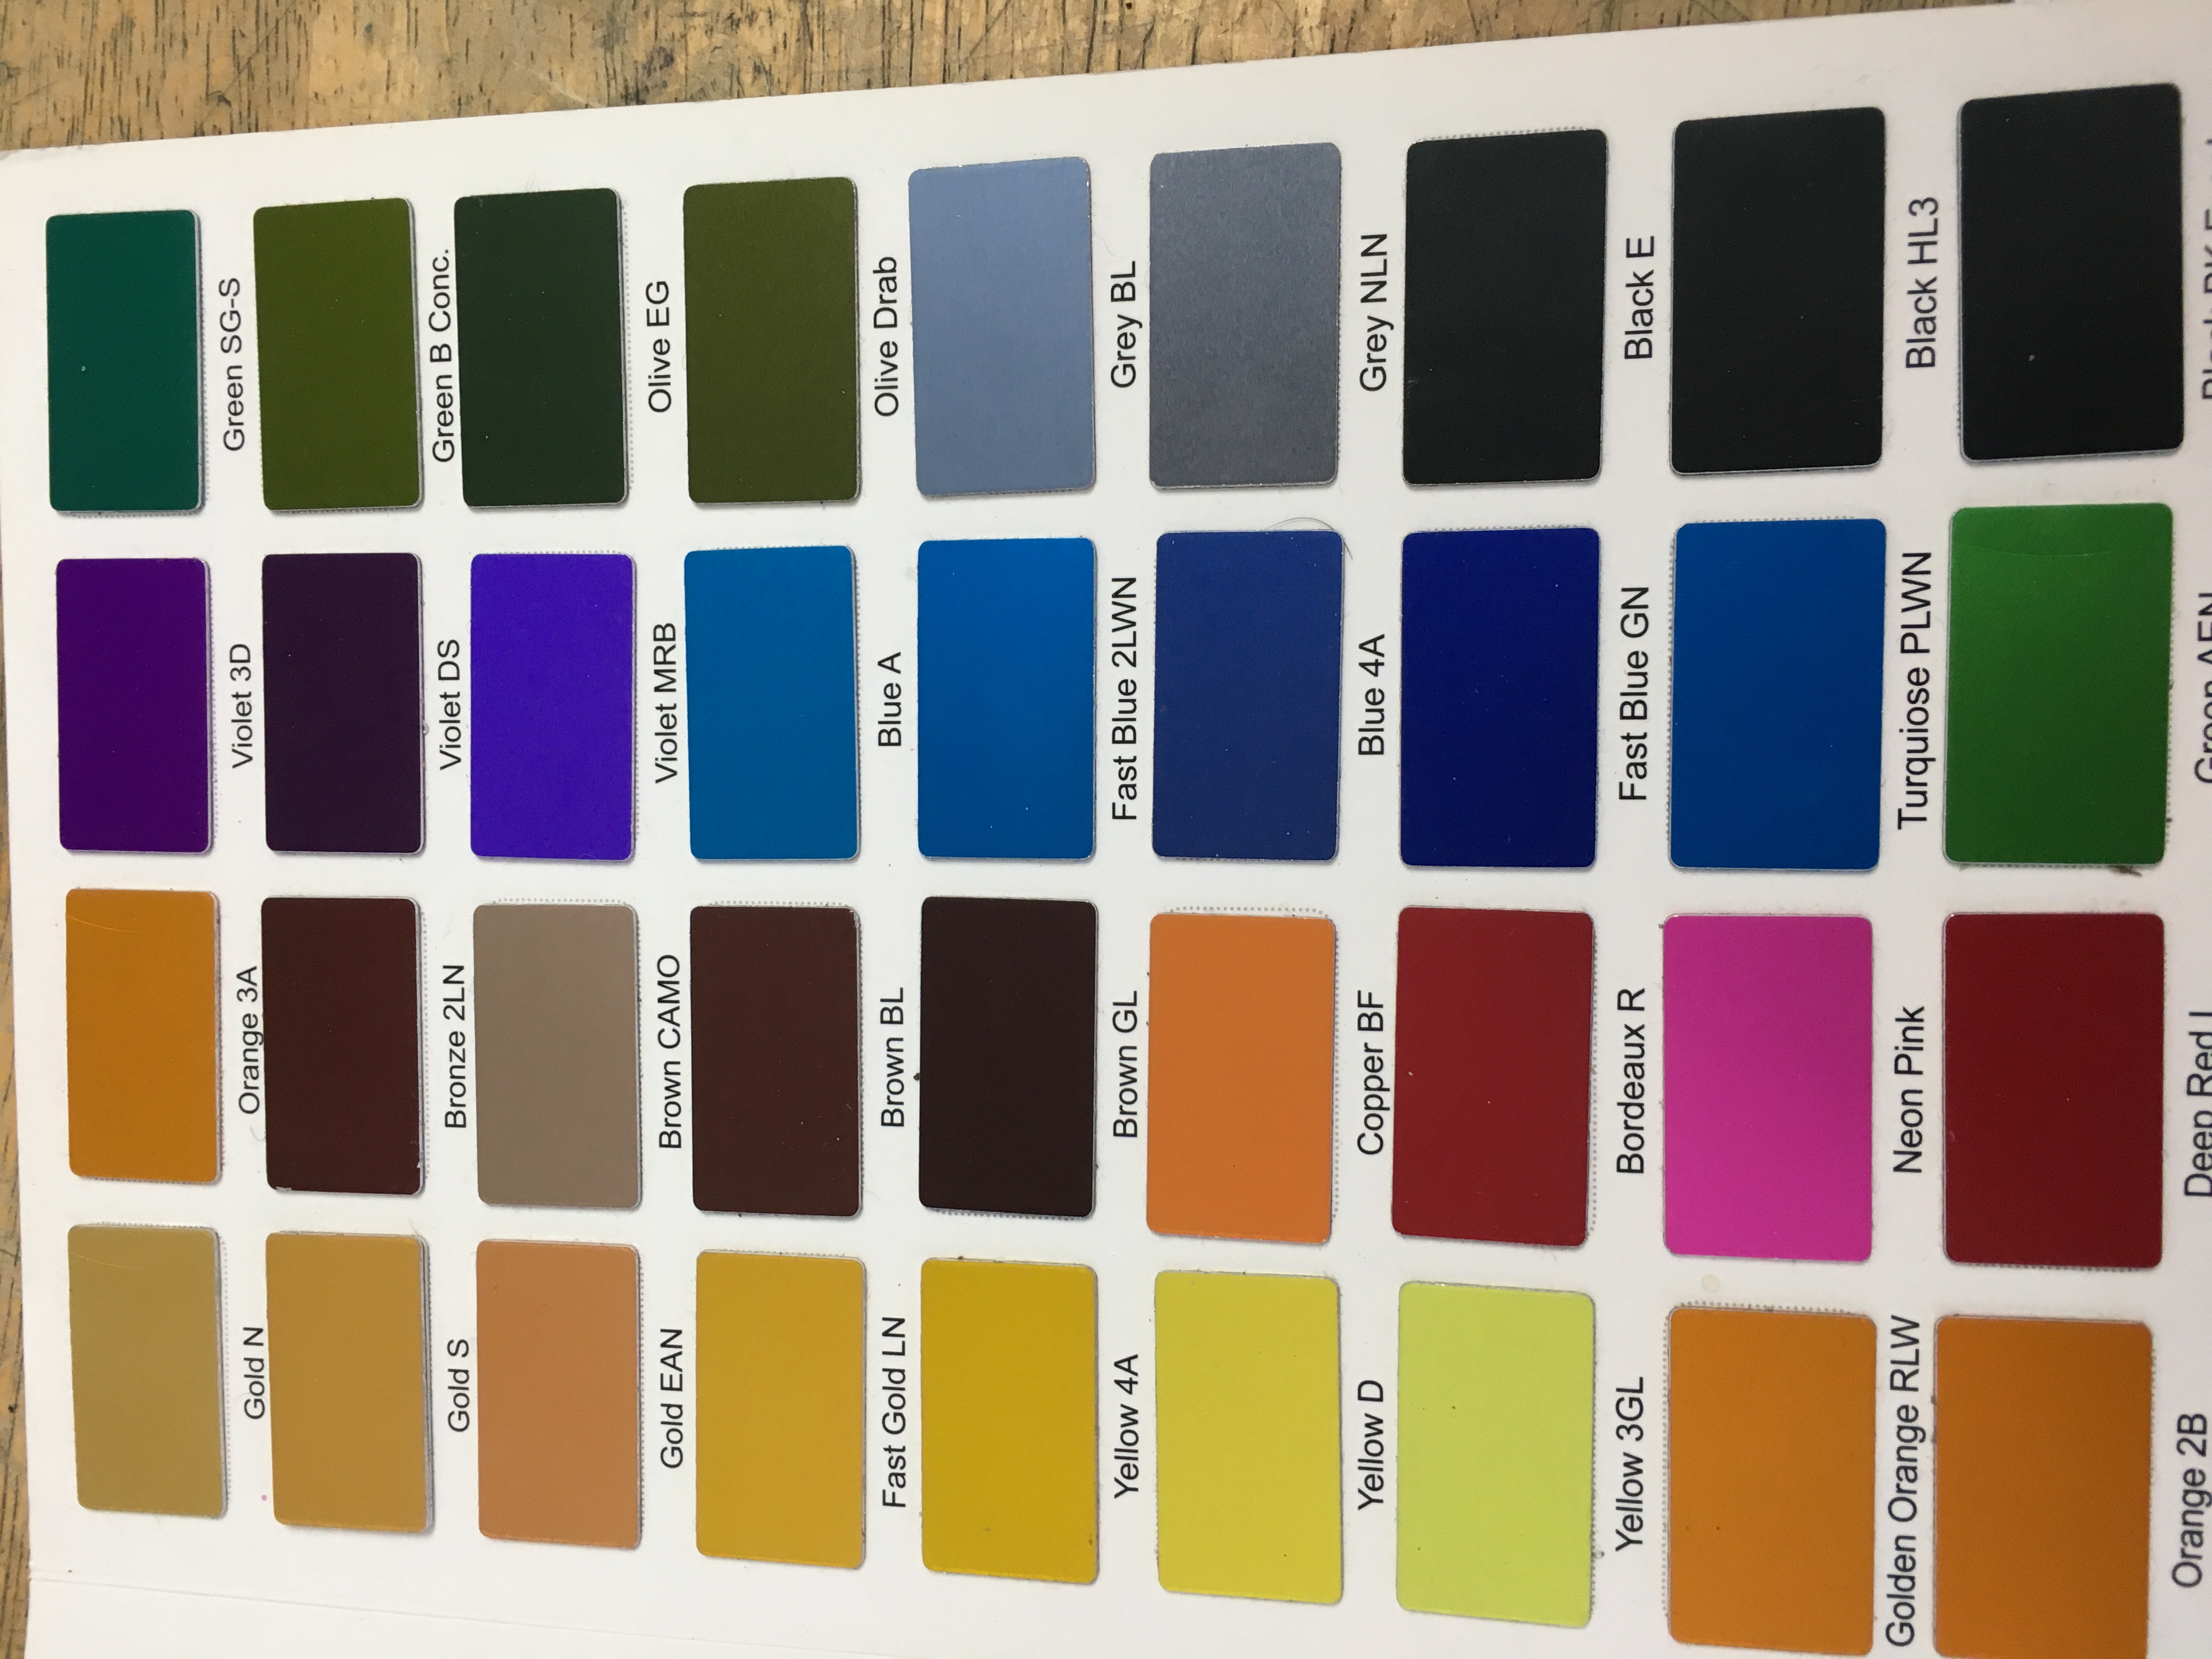 Gold N
Orange 3A
Violet 3D
Green SG-S
Gold S
Bronze 2LN
Violet DS
Green B Conc.
Gold EAN
Brown CAMO
Violet MRB
Olive EG
Fast Gold LN
Brown BL
Blue A
Olive Drab
Yellow 4A
Brown GL
Fast Blue 2LWN
Grey BL
Yellow D
Copper BF
Blue 4A
Grey NLN
Yellow 3GL
Bordeaux R
Fast Blue GN
Black E
Golden Orange RLW
Neon Pink
Turquiose PLWN
Black HL3
Orange 2B
Deep Red
Green AEN
Black